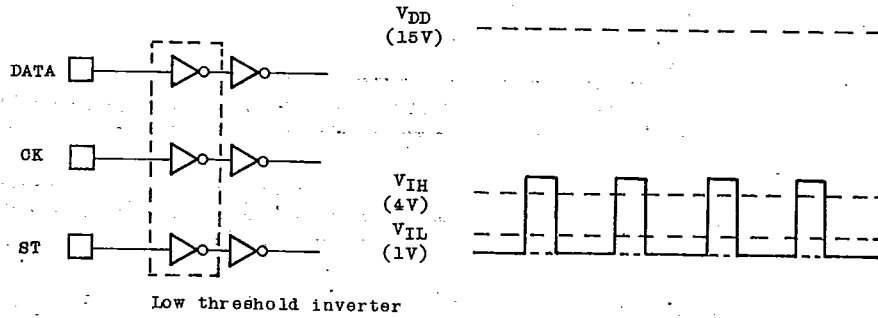 VDD
(15V)
DATA
CK
VIH
(4V)
VIL
(1V)
ST
Low threshold inverter